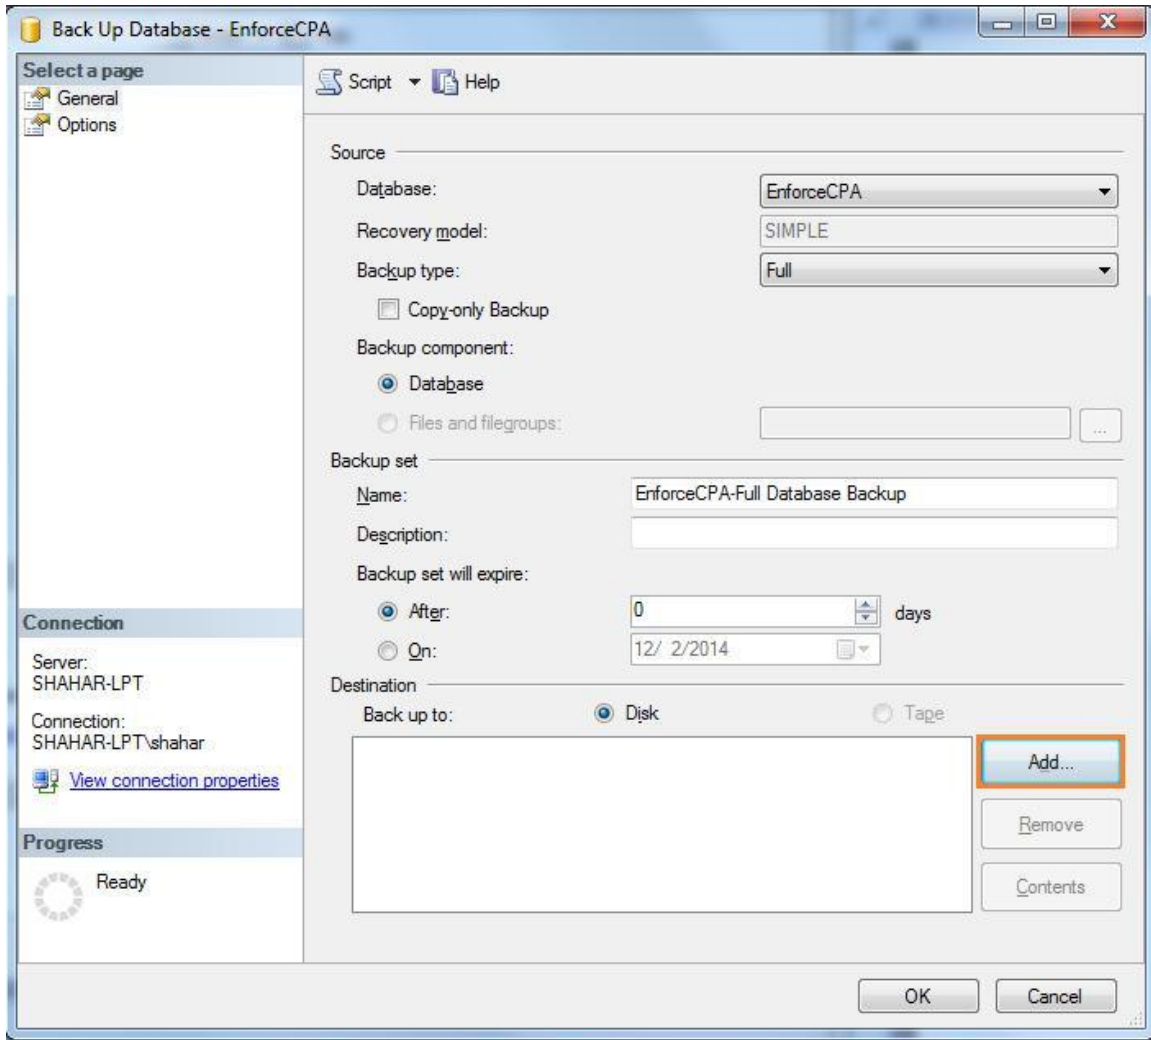 Back Up Database - EnforceCPA
Select a page
General
Options
Script
Help
Source
Database:
EnforceCPA
Recovery model:
SIMPLE
Backup type:
Full
Copy-only Backup
Backup component:
Database
Files and filegroups:
...
Backup set
Name:
EnforceCPA-Full Database Backup
Description:
Backup set will expire:
After:
0
days
On:
12/ 2/2014
Destination
Back up to:
Disk
Tape
Add...
Remove
Contents
Connection
Server:
SHAHAR-LPT
Connection:
SHAHAR-LPT\shahar
View connection properties
Progress
Ready
OK
Cancel